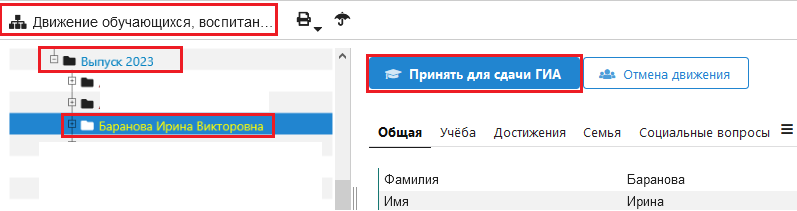 Движение обучающихся, воспитан...
Выпуск 2023
Баранова Ирина Викторовна
Принять для сдачи ГИА
Отмена движения
Общая Учёба Достижения Семья Социальные вопросы
Фамилия Баранова
Имя Ирина